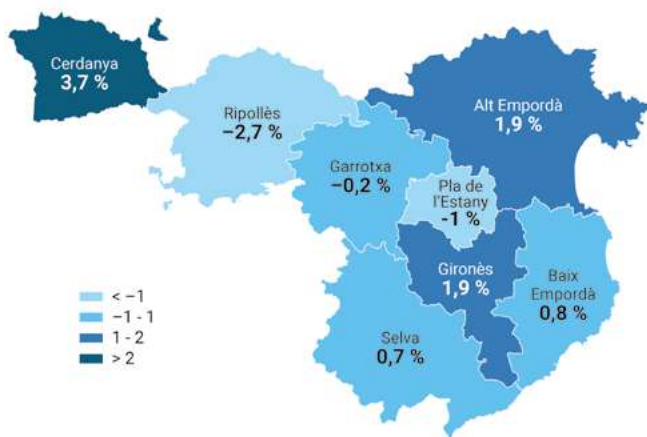 Cerdanya
3,7 %
Ripollès
−2,7 %
Alt Empordà
1,9 %
Garrotxa
−0,2 %
Pla de
l'Estany
-1 %
Gironès
1,9 %
Baix
Empordà
0,8 %
Selva
0,7 %
< −1
−1 - 1
1 - 2
> 2